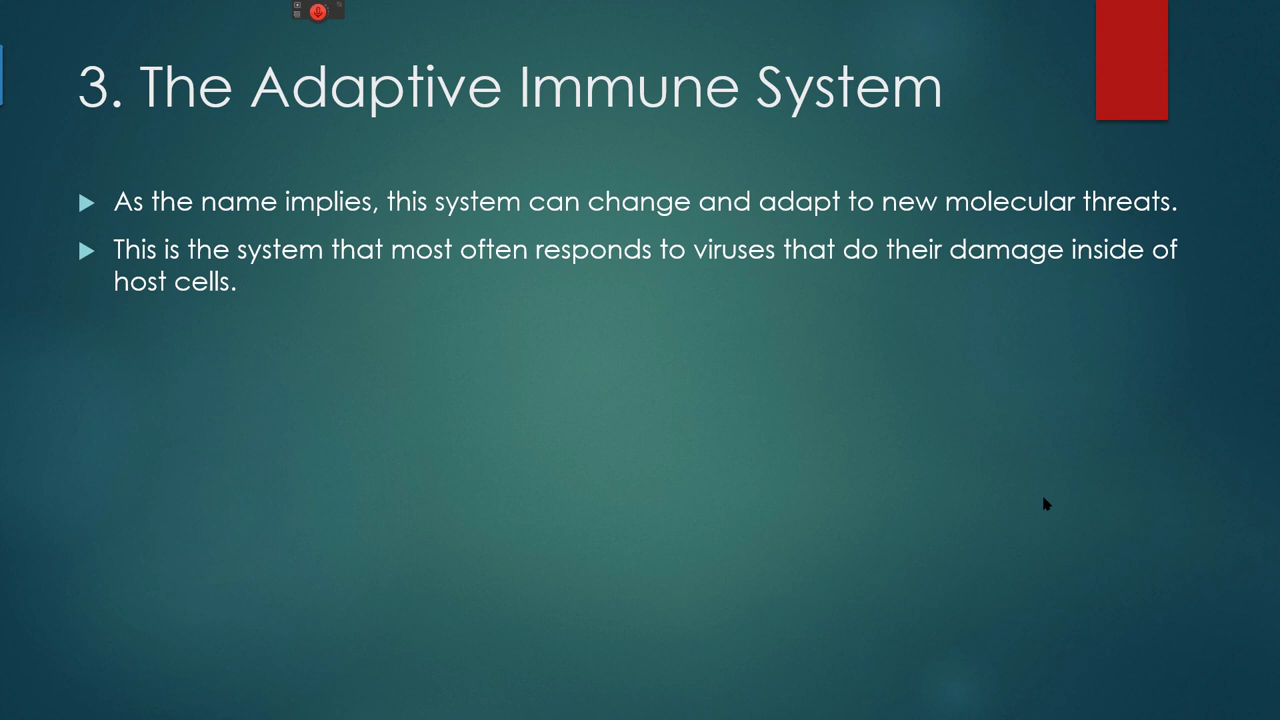 3. The Adaptive Immune System
As the name implies, this system can change and adapt to new molecular threats.
This is the system that most often responds to viruses that do their damage inside of
host cells.